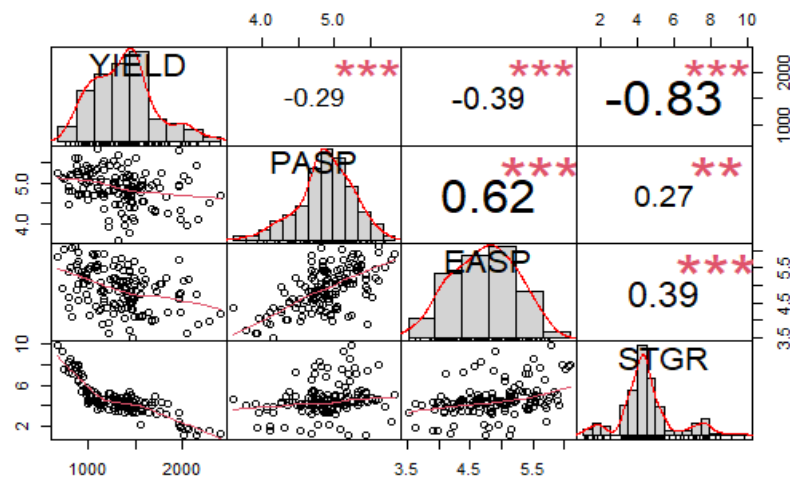 4.0 5.0 2 4 6 8 10
YIELD *** -0.29 *** -0.39 *** -0.83 1000 2000
4.0 5.0 PASP *** 0.62 ** 0.27
EASP *** 0.39 3.5 4.5 5.5
2 6 10 STGR
1000 2000 3.5 4.5 5.5